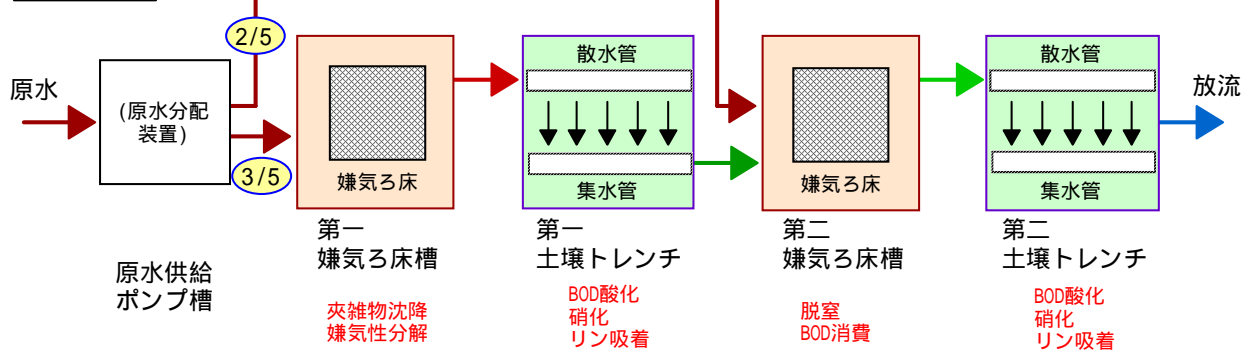 2/5
原水
(原水分配
装置)
3/5
嫌気ろ床
散水管
集水管
嫌気ろ床
散水管
集水管
放流
原水供給
ポンプ槽
第一
嫌気ろ床槽
夾雑物沈降
嫌気性分解
第一
土壌トレンチ
BOD酸化
硝化
リン吸着
第二
嫌気ろ床槽
脱窒
BOD消費
第二
土壌トレンチ
BOD酸化
硝化
リン吸着